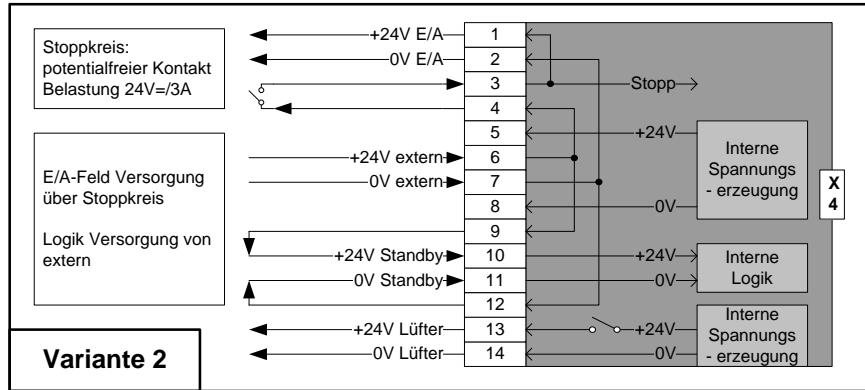 Stoppkreis:
potentialfreier Kontakt
Belastung 24V=/3A
E/A-Feld Versorgung
über Stoppkreis
Logik Versorgung von
extern
Variante 2
+24V E/A
0V E/A
+24V extern
0V extern
+24V Standby
0V Standby
+24V Lüfter
0V Lüfter
1
2
3
4
5
6
7
8
9
10
11
12
13
14
Stopp
+24V
0V
+24V
0V
+24V
0V
Interne
Spannungs
- erzeugung
Interne
Logik
Interne
Spannungs
- erzeugung
X
4